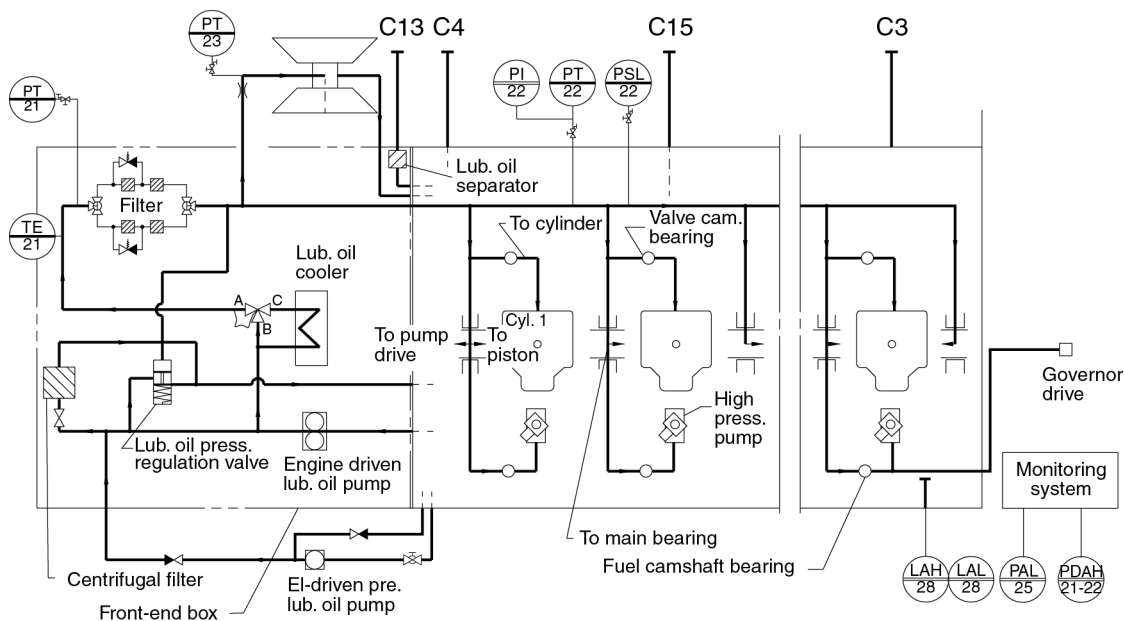 C13 C4 C15 C3
PT
23
PI
22
PT
22
PSL
22
PT
21
Lub. oil
separator
Filter
TE
21
To cylinder
Valve cam.
bearing
Lub. oil
cooler
A
C
B
Cyl. 1
To pump
drive
To
piston
Governor
drive
High
press.
pump
Lub. oil press.
regulation valve
Engine driven
lub. oil pump
Monitoring
system
To main bearing
Fuel camshaft bearing
LAH
28
LAL
28
PAL
25
PDAH
21-22
Centrifugal filter
El-driven pre.
lub. oil pump
Front-end box